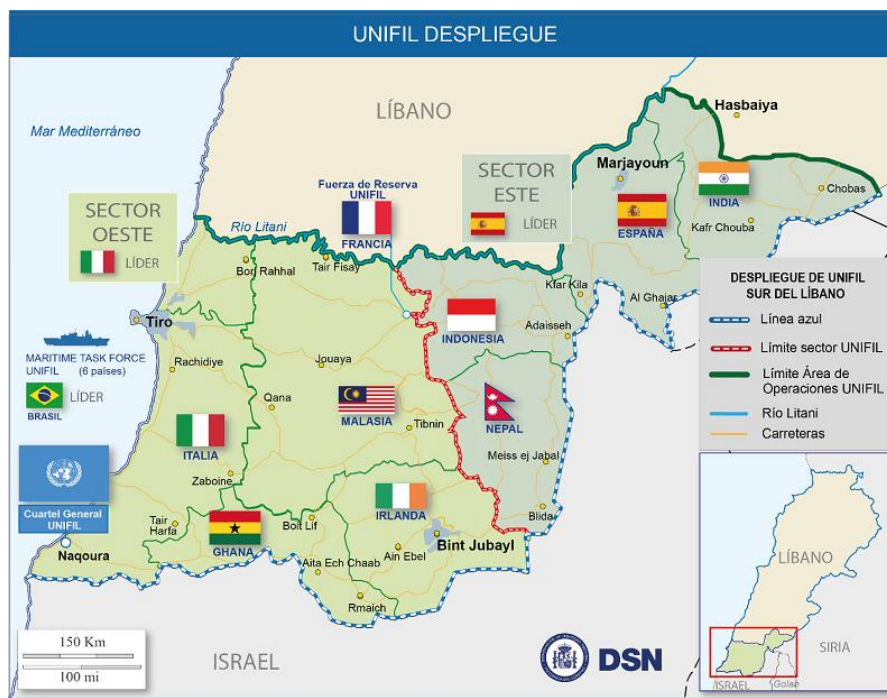 UNIFIL DESPLIEGUE
LÍBANO
Hasbaiya
Mar Mediterráneo
Marjayoun
Fuerza de Reserva
UNIFIL
FRANCIA
SECTOR
ESTE
LÍDER
INDIA
Chobas
ESPAÑA
Kafr Chouba
SECTOR
OESTE
LÍDER
Río Litani
Borj Rahhal
Tair Fisay
Kfar Kila
Al Ghajar
DESPLIEGUE DE UNIFIL
SUR DEL LÍBANO
Línea azul
Límite sector UNIFIL
Límite Área de
Operaciones UNIFIL
Río Litani
Carreteras
Tiro
INDONESIA
Adaisseh
MARITIME TASK FORCE
UNIFIL (6 países)
LÍDER
BRASIL
Rachidiye
Jouaya
Qana
MALASIA
Tibnin
NEPAL
Meiss ej Jabal
ITALIA
Zaboine
Cuartel General
UNIFIL
Naqoura
Tair
Harfa
GHANA
Boit Lif
IRLANDA
Blida
Bint Jubayl
Ain Ebel
Aita Ech Chaab
Rmaich
150 Km
100 mi
ISRAEL
DSN
LÍBANO
SIRIA
ISRAEL
Golan